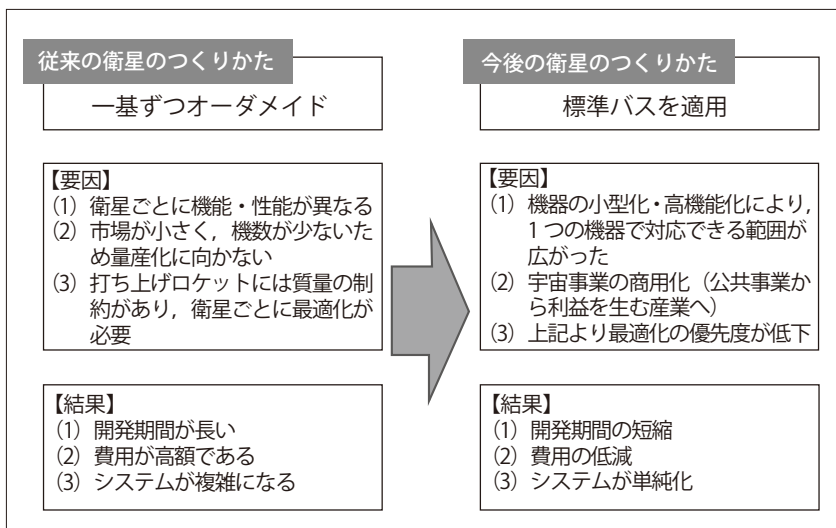 従来の衛星のつくりかた
一基ずつオーダメイド
【要因】
(1) 衛星ごとに機能・性能が異なる
(2) 市場が小さく，機数が少ないため量産化に向かない
(3) 打ち上げロケットには質量の制約があり，衛星ごとに最適化が必要
【結果】
(1) 開発期間が長い
(2) 費用が高額である
(3) システムが複雑になる
今後の衛星のつくりかた
標準バスを適用
【要因】
(1) 機器の小型化・高機能化により，1つの機器で対応できる範囲が広がった
(2) 宇宙事業の商用化（公共事業から利益を生む産業へ）
(3) 上記より最適化の優先度が低下
【結果】
(1) 開発期間の短縮
(2) 費用の低減
(3) システムが単純化